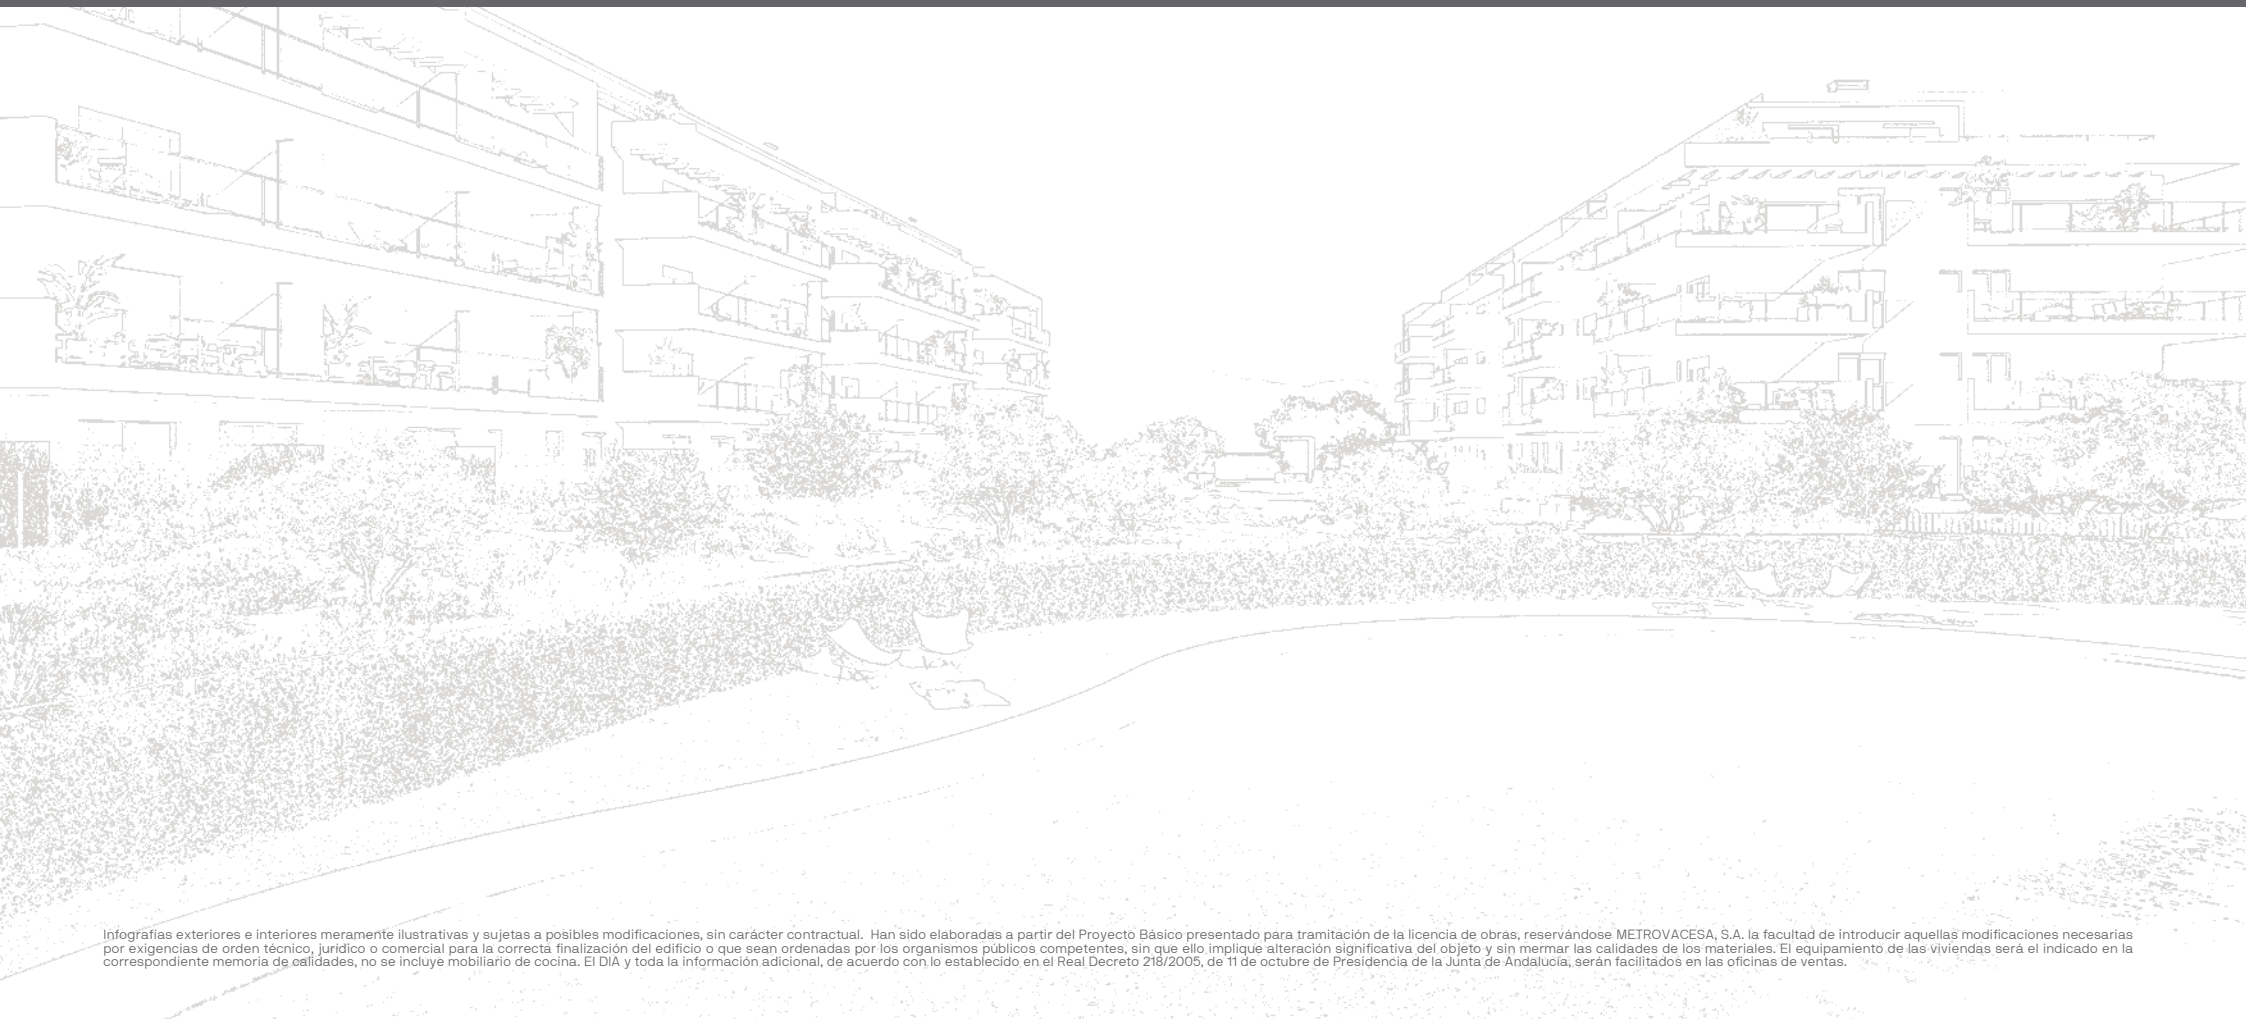 Infografías exteriores e interiores meramente ilustrativas y sujetas a posibles modificaciones, sin carácter contractual.  Han sido elaboradas a partir del Proyecto Básico presentado para tramitación de la licencia de obras, reservándose METROVACESA, S.A. la facultad de introducir aquellas modificaciones necesarias
por exigencias de orden técnico, jurídico o comercial para la correcta finalización del edificio o que sean ordenadas por los organismos públicos competentes, sin que ello implique alteración significativa del objeto y sin mermar las calidades de los materiales. El equipamiento de las viviendas será el indicado en la
correspondiente memoria de calidades, no se incluye mobiliario de cocina. El DIA y toda la información adicional, de acuerdo con lo establecido en el Real Decreto 218/2005, de 11 de octubre de Presidencia de la Junta de Andalucía, serán facilitados en las oficinas de ventas.